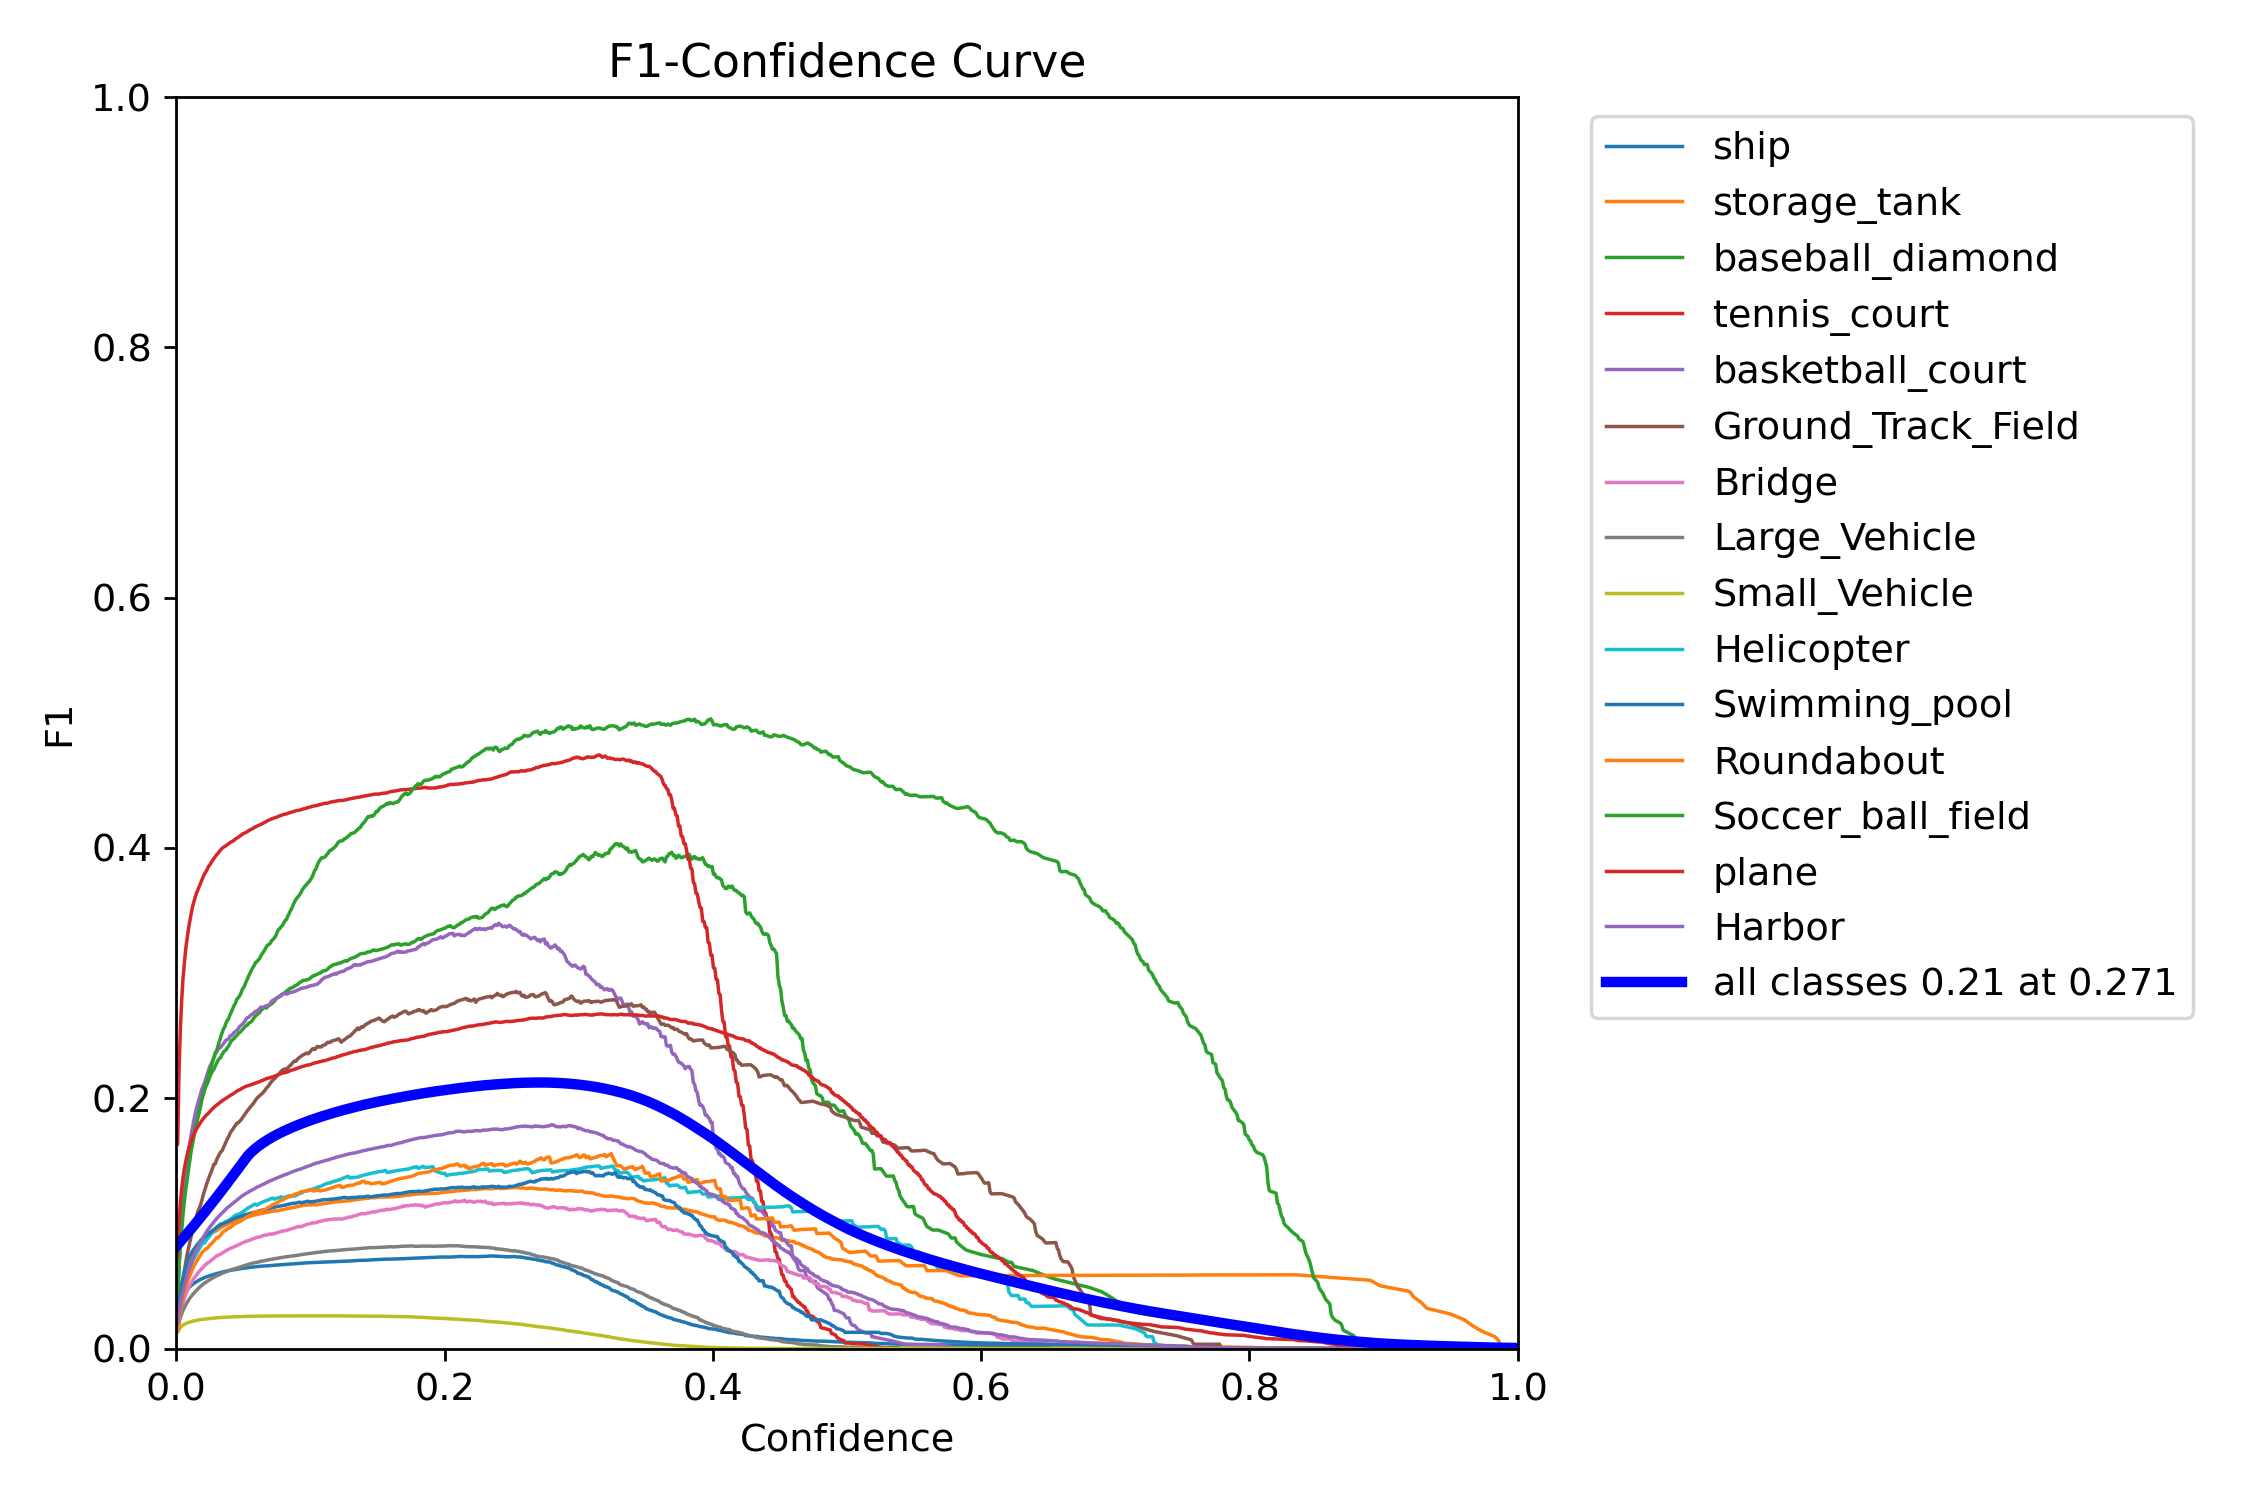 F1-Confidence Curve
1.0
0.8
0.6
0.4
0.2
0.0
F1
0.0 0.2 0.4 0.6 0.8 1.0
Confidence
ship
storage_tank
baseball_diamond
tennis_court
basketball_court
Ground_Track_Field
Bridge
Large_Vehicle
Small_Vehicle
Helicopter
Swimming_pool
Roundabout
Soccer_ball_field
plane
Harbor
all classes 0.21 at 0.271